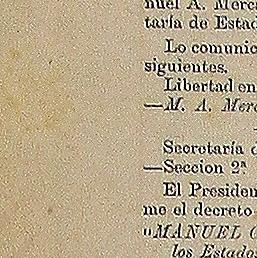 nuel A. Merca
taría de Estad
Lo comunic
siguientes.
Libertad en
—M. A. Merc
Secretaría d
—Seccion 2ª
El Presiden
me el decreto
"MANUEL G
los Estados